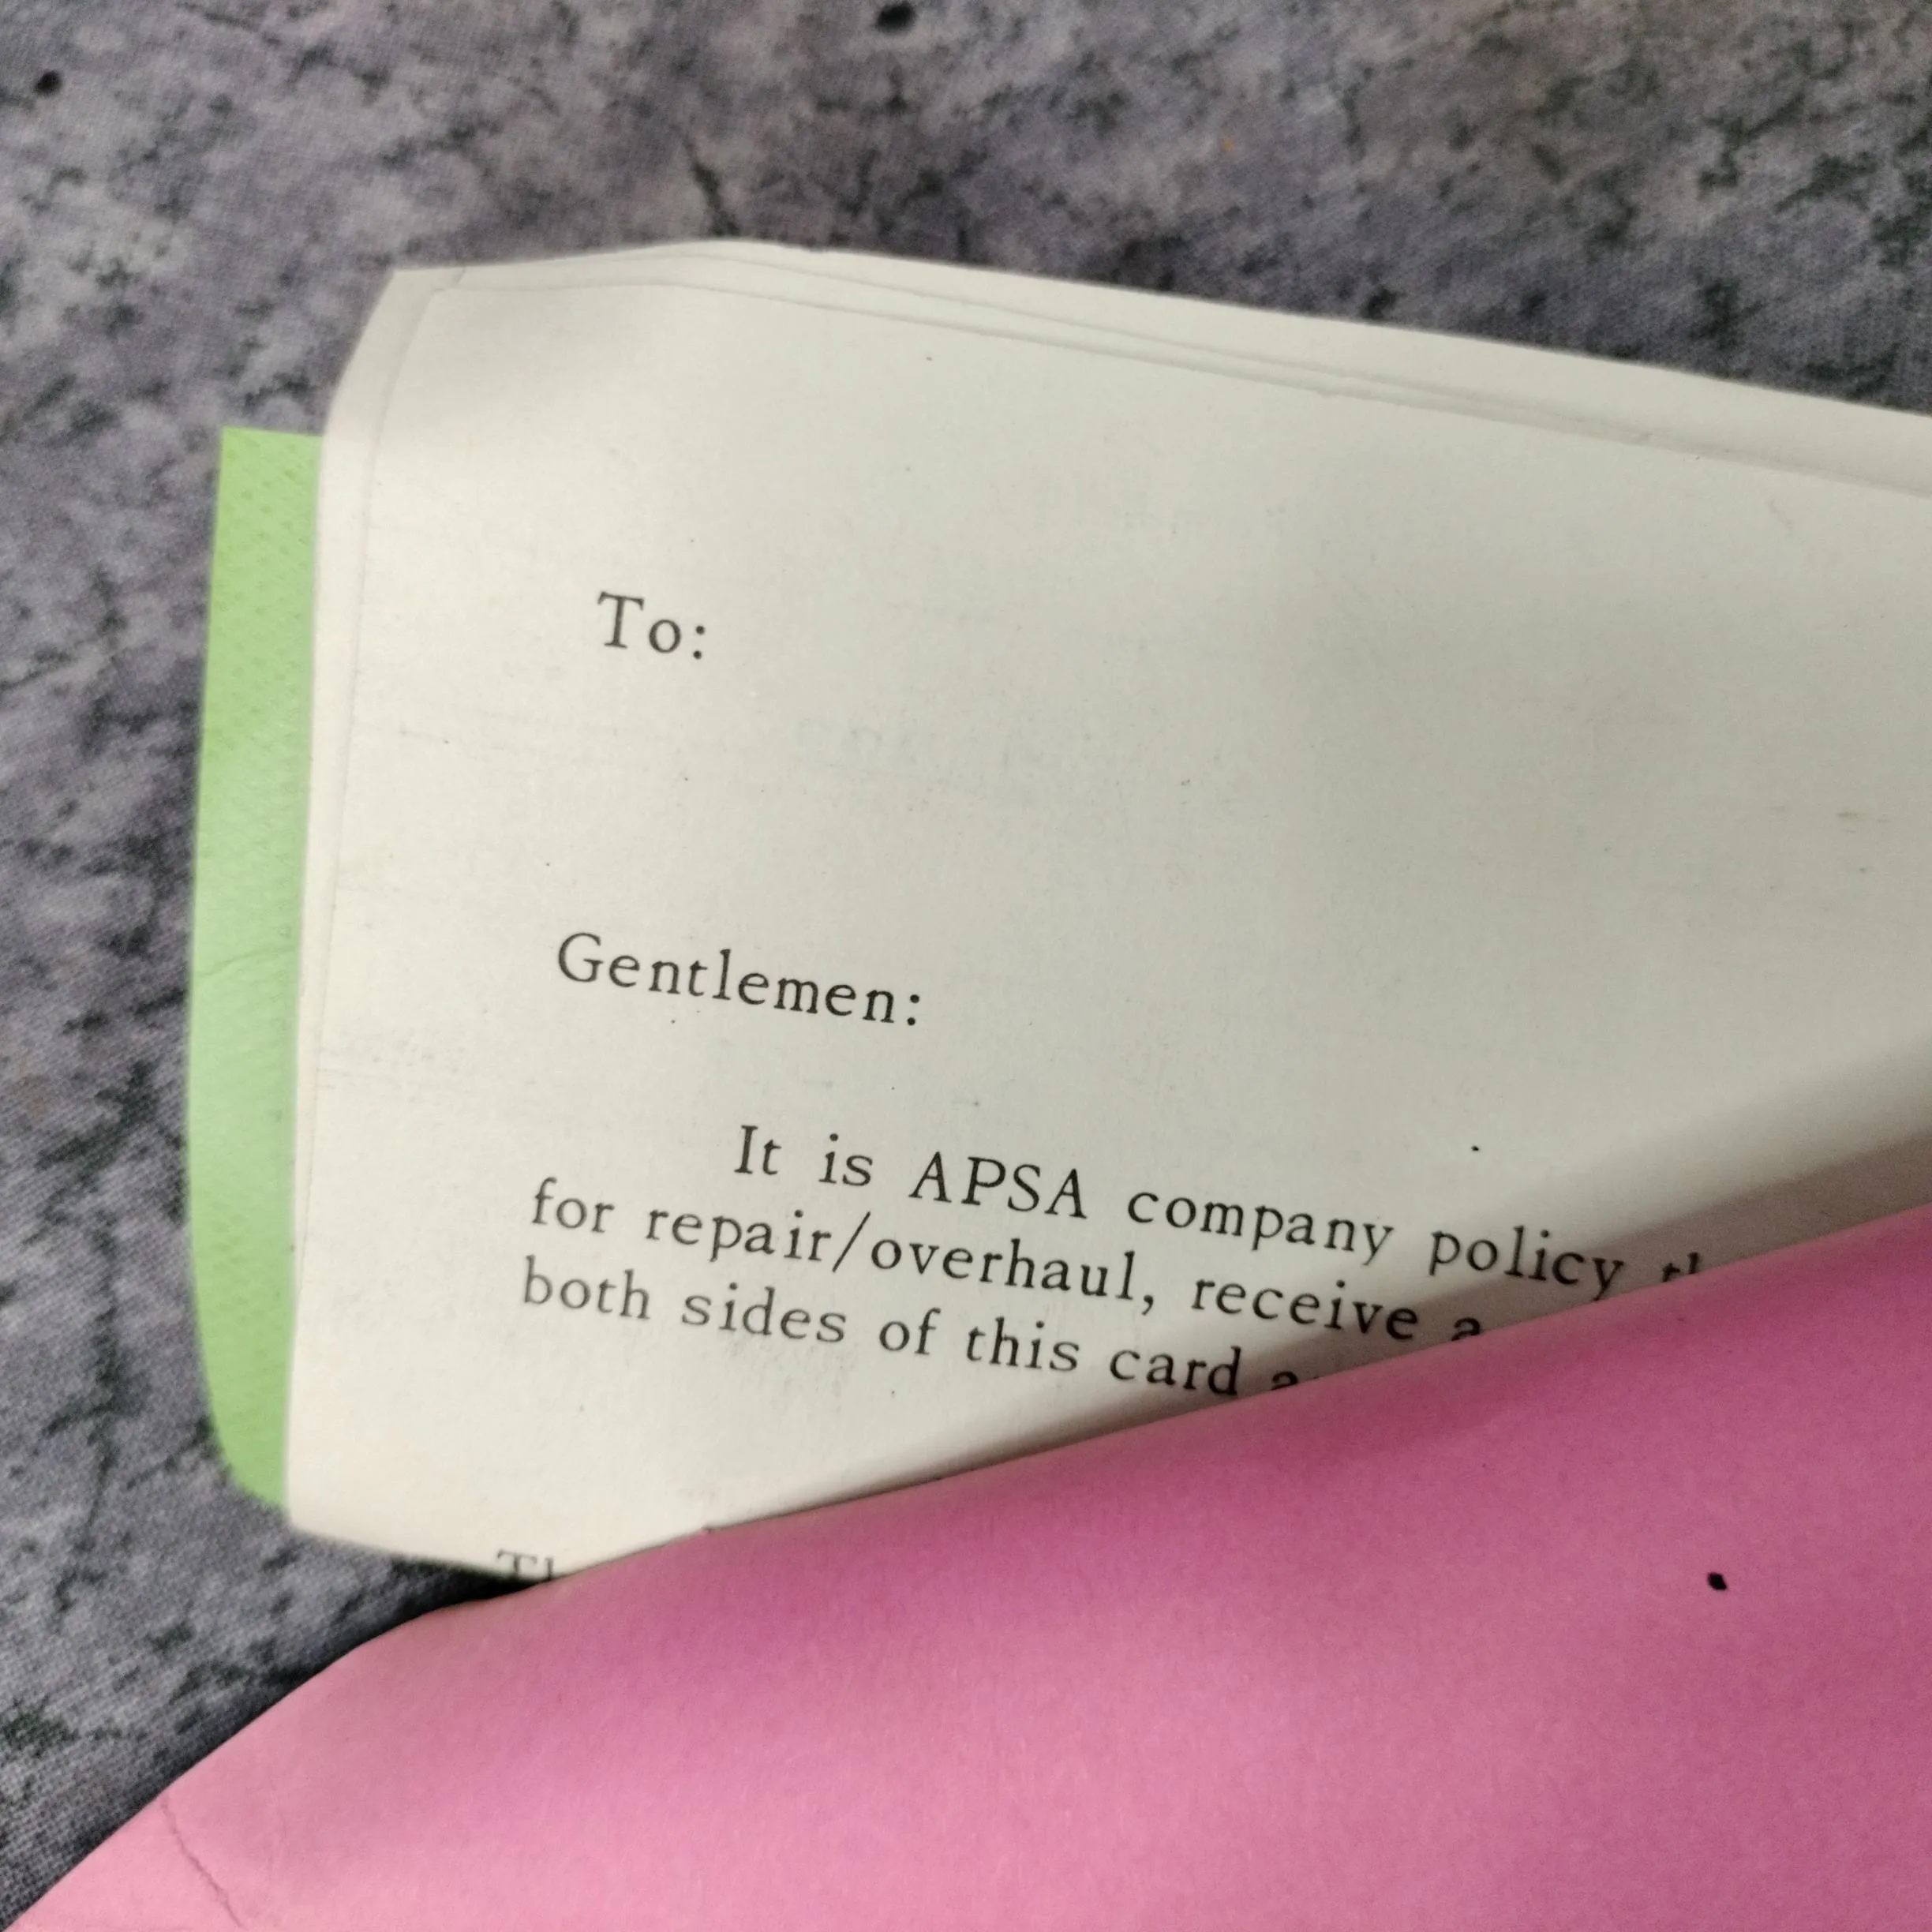 To:
Gentlemen:
It is APSA company policy
for repair/overhaul, receive a
both sides of this card